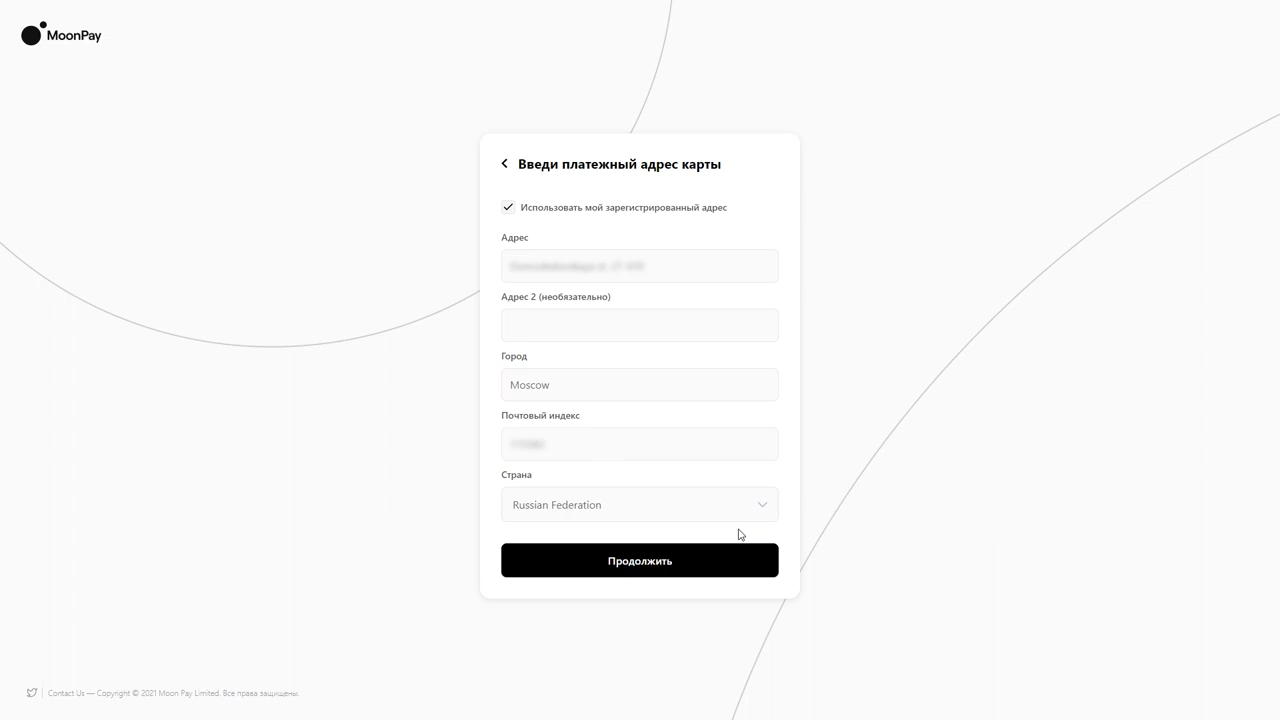 MoonPay
Введи платежный адрес карты
Использовать мой зарегистрированный адрес
Адрес
Адрес 2 (необязательно)
Город
Moscow
Почтовый индекс
Страна
Russian Federation
Продолжить
Contact Us — Copyright © 2021 Moon Pay Limited. Все права защищены.